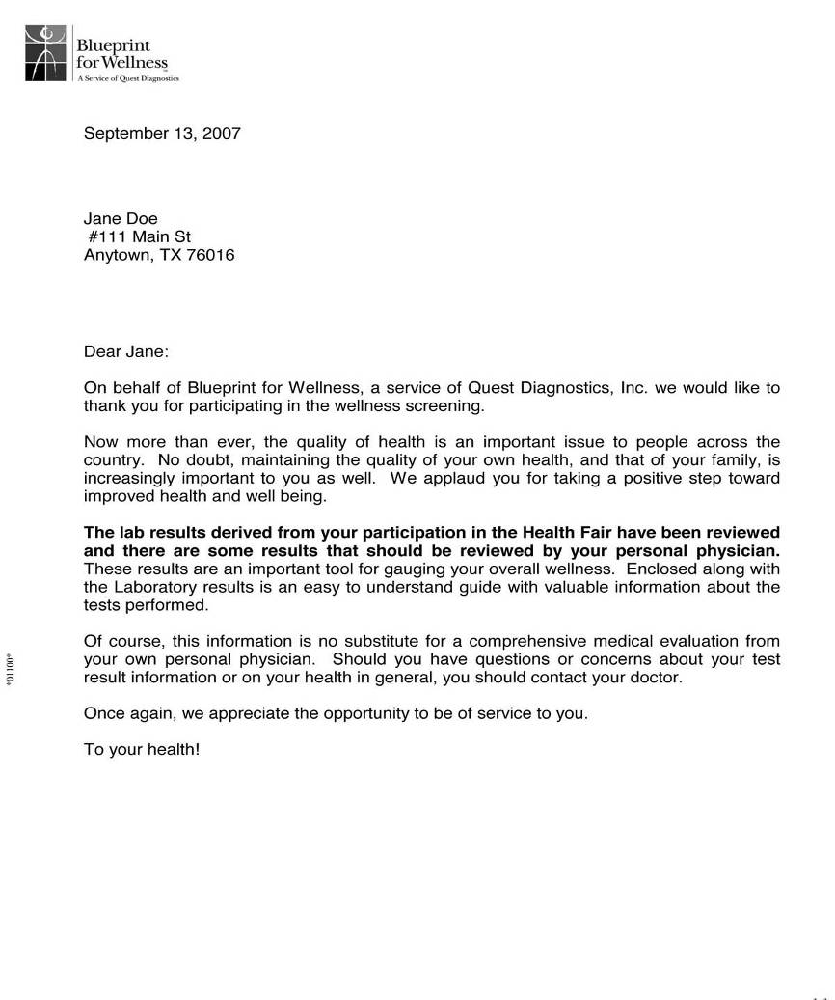 Blueprint
for Wellness
A Service of Quest Diagnostics
September 13, 2007
Jane Doe
#111 Main St
Anytown, TX 76016
Dear Jane:
On behalf of Blueprint for Wellness, a service of Quest Diagnostics, Inc. we would like to
thank you for participating in the wellness screening.
Now more than ever, the quality of health is an important issue to people across the
country. No doubt, maintaining the quality of your own health, and that of your family, is
increasingly important to you as well. We applaud you for taking a positive step toward
improved health and well being.
The lab results derived from your participation in the Health Fair have been reviewed
and there are some results that should be reviewed by your personal physician.
These results are an important tool for gauging your overall wellness. Enclosed along with
the Laboratory results is an easy to understand guide with valuable information about the
tests performed.
Of course, this information is no substitute for a comprehensive medical evaluation from
your own personal physician. Should you have questions or concerns about your test
result information or on your health in general, you should contact your doctor.
*01100*
Once again, we appreciate the opportunity to be of service to you.
To your health!